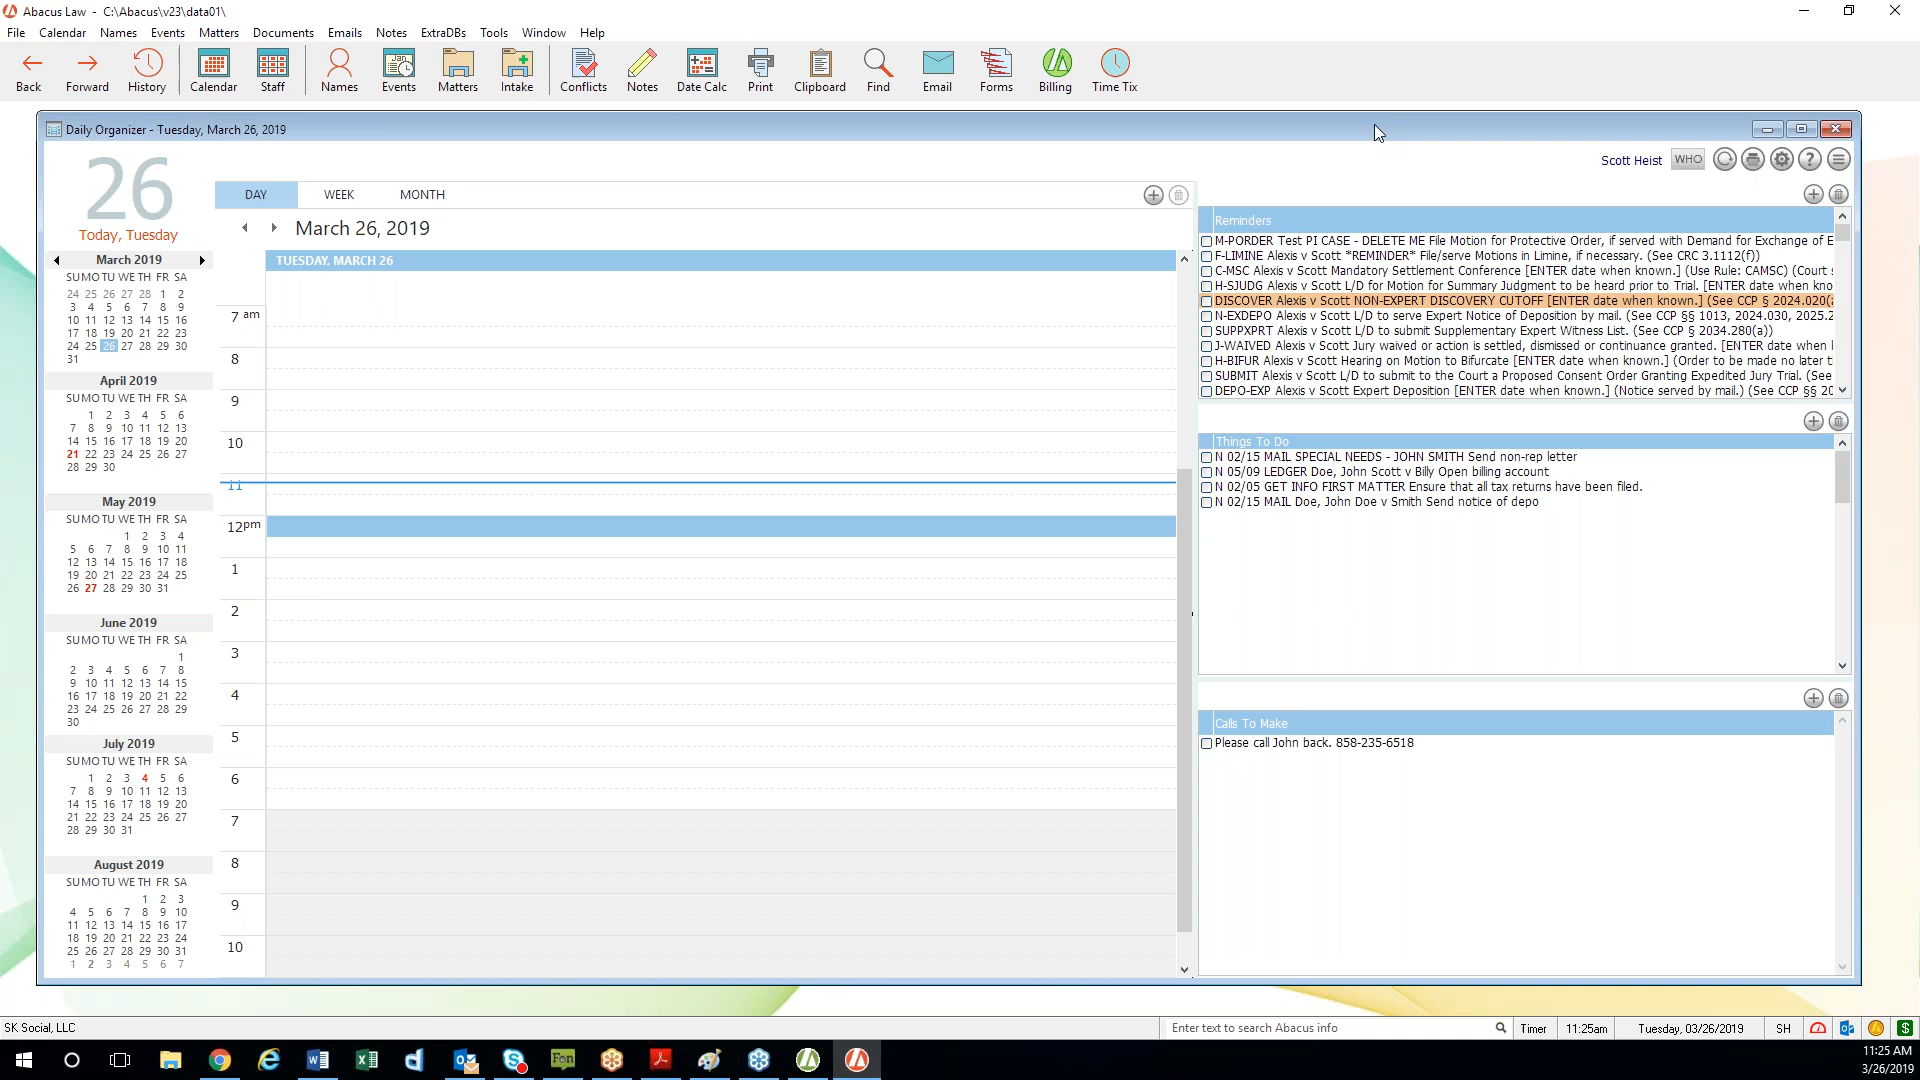 Abacus Law - C:\Abacus\v23\data01\
File Calendar Names Events Matters Documents Emails Notes ExtraDBs Tools Window Help
Back Forward History Calendar Staff Names Events Matters Intake Conflicts Notes Date Calc Print Clipboard Find Email Forms Billing Time Tix
Daily Organizer - Tuesday, March 26, 2019
Scott Heist WHO
26
Today, Tuesday
March 2019
SU MO TU WE TH FR SA
24 25 26 27 28 1 2
3 4 5 6 7 8 9
10 11 12 13 14 15 16
17 18 19 20 21 22 23
24 25 26 27 28 29 30
31
April 2019
SU MO TU WE TH FR SA
1 2 3 4 5 6
7 8 9 10 11 12 13
14 15 16 17 18 19 20
21 22 23 24 25 26 27
28 29 30
May 2019
SU MO TU WE TH FR SA
1 2 3 4
5 6 7 8 9 10 11
12 13 14 15 16 17 18
19 20 21 22 23 24 25
26 27 28 29 30 31
June 2019
SU MO TU WE TH FR SA
1
2 3 4 5 6 7 8
9 10 11 12 13 14 15
16 17 18 19 20 21 22
23 24 25 26 27 28 29
30
July 2019
SU MO TU WE TH FR SA
1 2 3 4 5 6
7 8 9 10 11 12 13
14 15 16 17 18 19 20
21 22 23 24 25 26 27
28 29 30 31
August 2019
SU MO TU WE TH FR SA
1 2 3
4 5 6 7 8 9 10
11 12 13 14 15 16 17
18 19 20 21 22 23 24
25 26 27 28 29 30 31
1 2 3 4 5 6 7
DAY WEEK MONTH
March 26, 2019
TUESDAY, MARCH 26
7 am
8
9
10
11
12pm
1
2
3
4
5
6
7
8
9
10
Reminders
M-PORDER Test PI CASE - DELETE ME File Motion for Protective Order, if served with Demand for Exchange of E
F-LIMINE Alexis v Scott *REMINDER* File/serve Motions in Limine, if necessary. (See CRC 3.1112(f))
C-MSC Alexis v Scott Mandatory Settlement Conference [ENTER date when known.] (Use Rule: CAMSC) (Court
H-SJUDG Alexis v Scott L/D for Motion for Summary Judgment to be heard prior to Trial. [ENTER date when kno
DISCOVER Alexis v Scott NON-EXPERT DISCOVERY CUTOFF [ENTER date when known.] (See CCP § 2024.020(
N-EXDEPO Alexis v Scott L/D to serve Expert Notice of Deposition by mail. (See CCP §§ 1013, 2024.030, 2025.2
SUPPXPRT Alexis v Scott L/D to submit Supplementary Expert Witness List. (See CCP § 2034.280(a))
J-WAIVED Alexis v Scott Jury waived or action is settled, dismissed or continuance granted. [ENTER date when
H-BIFUR Alexis v Scott Hearing on Motion to Bifurcate [ENTER date when known.] (Order to be made no later t
SUBMIT Alexis v Scott L/D to submit to the Court a Proposed Consent Order Granting Expedited Jury Trial. (See
DEPO-EXP Alexis v Scott Expert Deposition [ENTER date when known.] (Notice served by mail.) (See CCP §§ 20
Things To Do
N 02/15 MAIL SPECIAL NEEDS - JOHN SMITH Send non-rep letter
N 05/09 LEDGER Doe, John Scott v Billy Open billing account
N 02/05 GET INFO FIRST MATTER Ensure that all tax returns have been filed.
N 02/15 MAIL Doe, John Doe v Smith Send notice of depo
Calls To Make
Please call John back. 858-235-6518
SK Social, LLC Enter text to search Abacus info Timer 11:25am Tuesday, 03/26/2019 SH
Fon
11:25 AM
3/26/2019